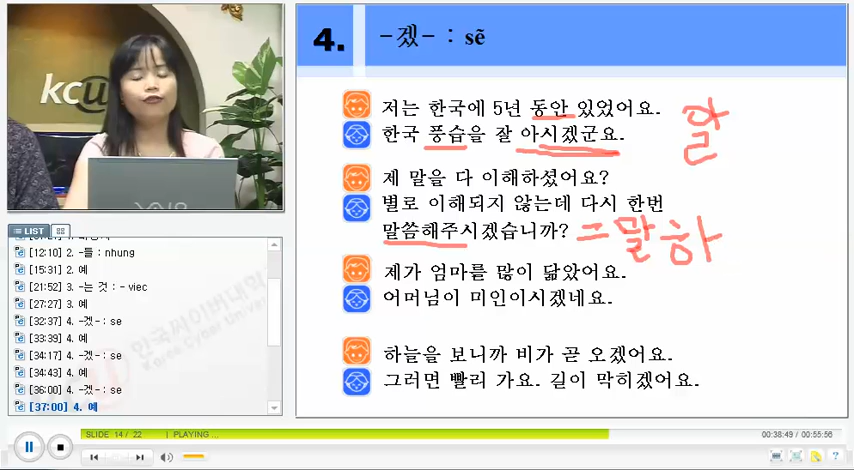 kcu
4.
-겠- : sẽ
저는 한국에 5년 동안 있었어요.
한국 풍습을 잘 아시겠군요.
알
제 말을 다 이해하셨어요?
별로 이해되지 않는데 다시 한번
말씀해주시겠습니까?
=말하
제가 엄마를 많이 닮았어요.
어머님이 미인이시겠네요.
하늘을 보니까 비가 곧 오겠어요.
그러면 빨리 가요. 길이 막히겠어요.
LIST
[12:10] 2. -들 : nhung
[15:31] 2. 예
[21:52] 3. -는 것 : - viec
[27:27] 3. 예
[32:37] 4. -겠- : se
[33:39] 4. 예
[34:17] 4. -겠- : se
[34:43] 4. 예
[36:00] 4. -겠- : se
[37:00] 4. 예
한국싸이버대학
SLIDE 14 / 22 | PLAYING ...
00:38:49 / 00:55:56